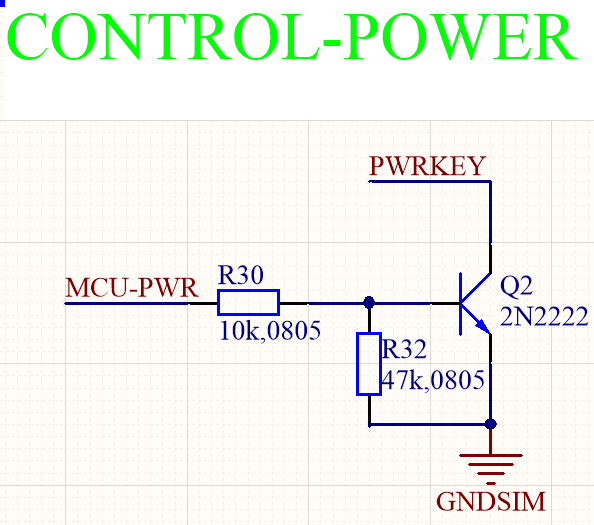 CONTROL-POWER
PWRKEY
MCU-PWR
R30
10k,0805
Q2
2N2222
R32
47k,0805
GNDSIM